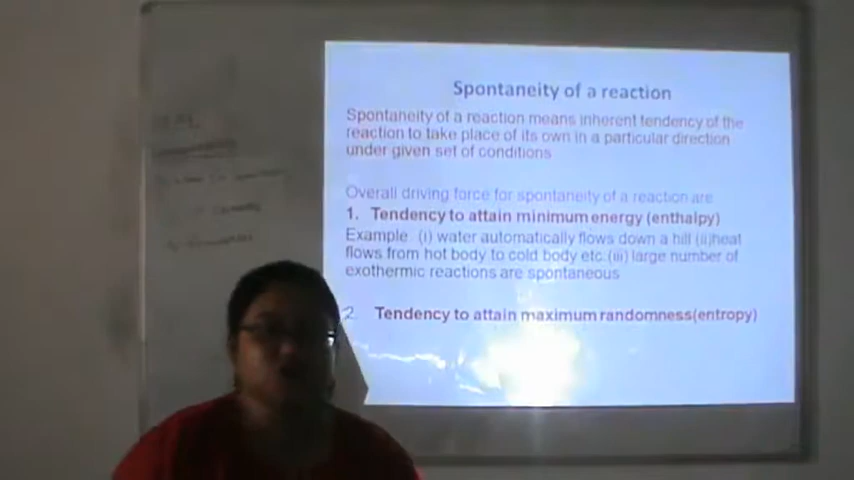 Spontaneity of a reaction
Spontaneity of a reaction means inherent tendency of the
reaction to take place of its own in a particular direction
under given set of conditions
Overall driving force for spontaneity of a reaction are
1. Tendency to attain minimum energy (enthalpy)
Example (i) water automatically flows down a hill (ii)heat
flows from hot body to cold body etc.(iii) large number of
exothermic reactions are spontaneous
2. Tendency to attain maximum randomness(entropy)